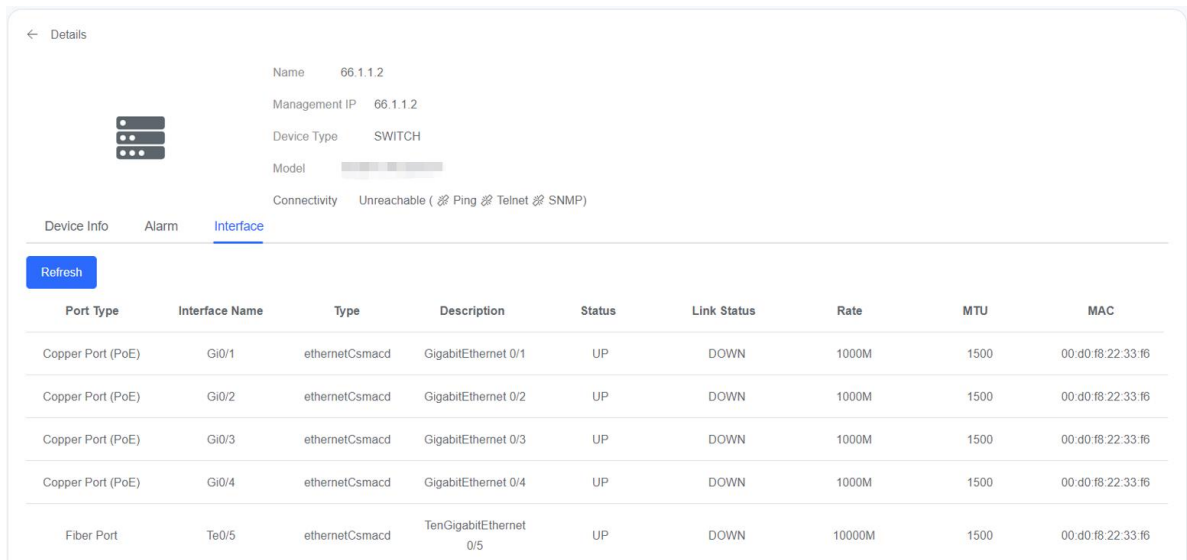 ← Details
Name 66.1.1.2
Management IP 66.1.1.2
Device Type SWITCH
Model
Connectivity Unreachable ( Ping Telnet SNMP)
Device Info Alarm Interface
Refresh
Port Type Interface Name Type Description Status Link Status Rate MTU MAC
Copper Port (PoE) Gi0/1 ethernetCsmacd GigabitEthernet 0/1 UP DOWN 1000M 1500 00:d0:f8:22:33:f6
Copper Port (PoE) Gi0/2 ethernetCsmacd GigabitEthernet 0/2 UP DOWN 1000M 1500 00:d0:f8:22:33:f6
Copper Port (PoE) Gi0/3 ethernetCsmacd GigabitEthernet 0/3 UP DOWN 1000M 1500 00:d0:f8:22:33:f6
Copper Port (PoE) Gi0/4 ethernetCsmacd GigabitEthernet 0/4 UP DOWN 1000M 1500 00:d0:f8:22:33:f6
Fiber Port Te0/5 ethernetCsmacd TenGigabitEthernet 0/5 UP DOWN 10000M 1500 00:d0:f8:22:33:f6